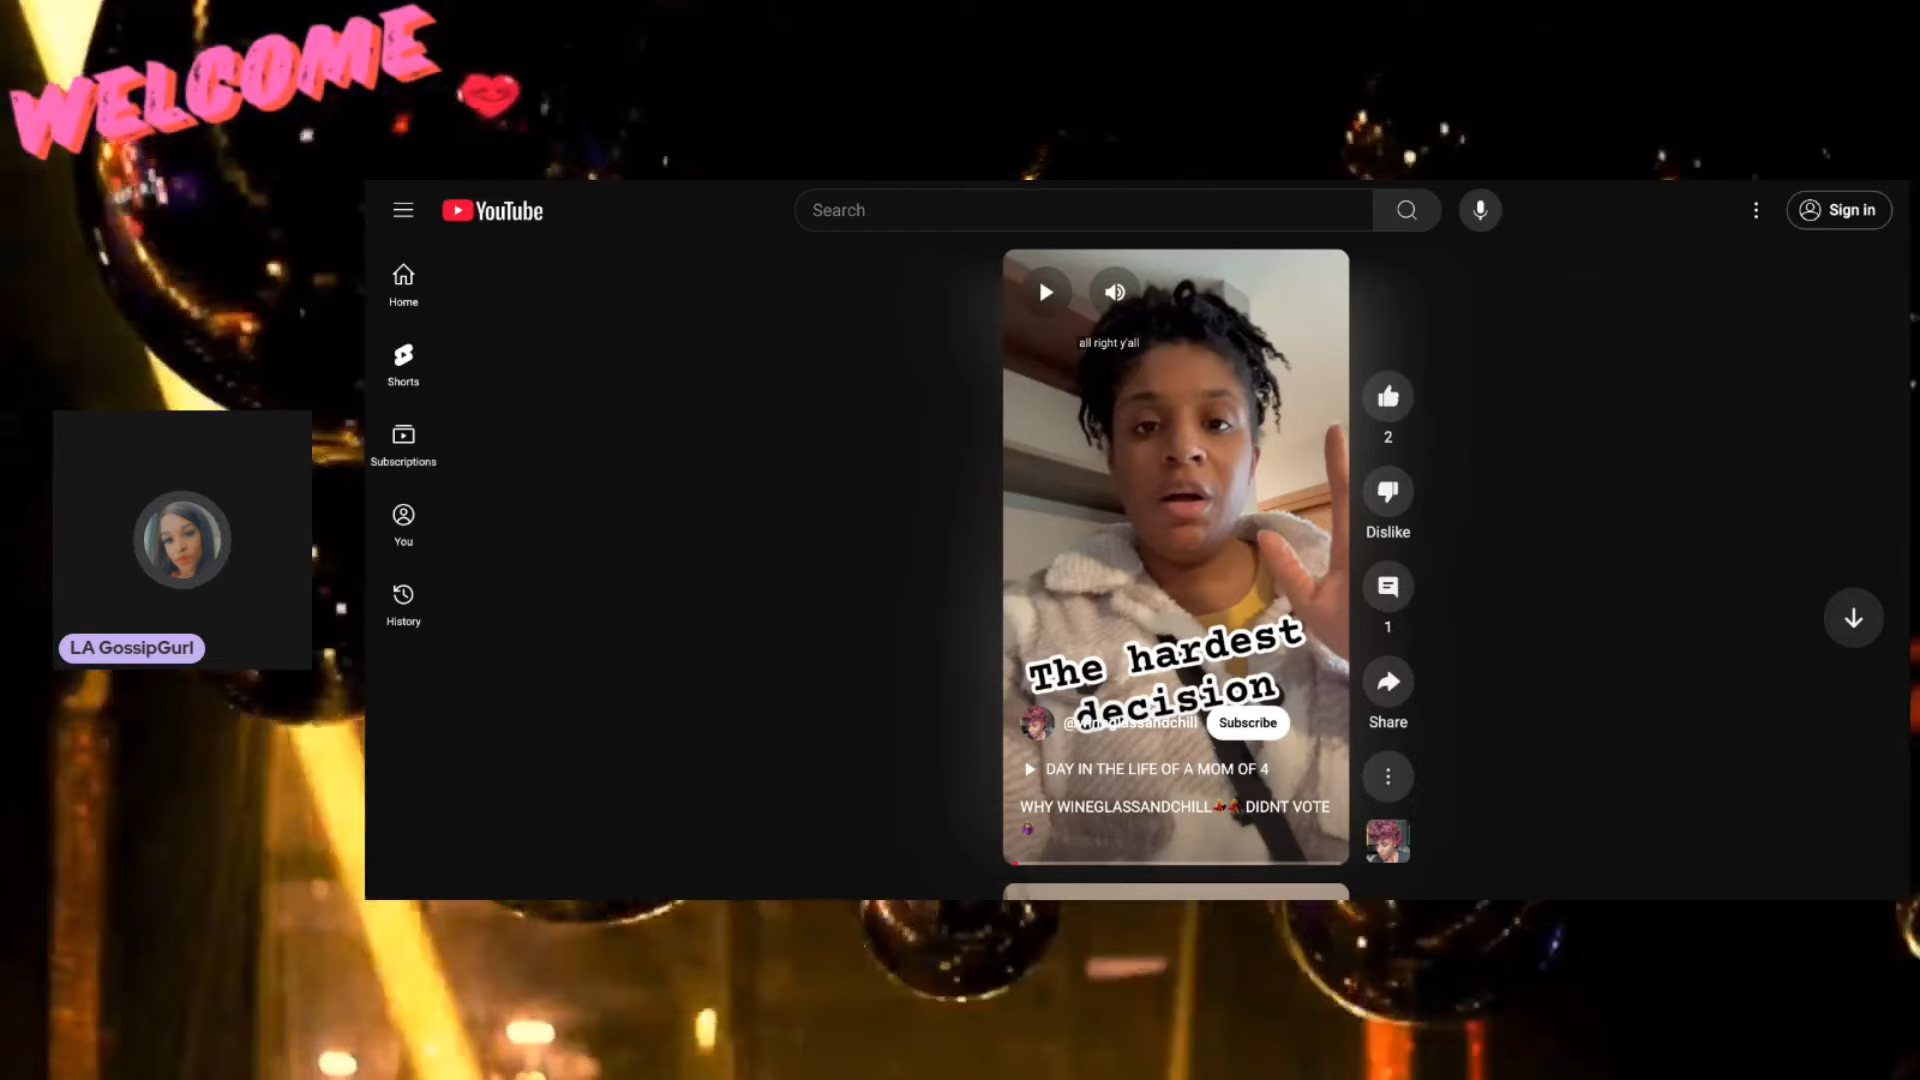 WELCOME
YouTube
Search
Sign in
Home
Shorts
Subscriptions
You
History
LA GossipGurl
all right y'all
The hardest
decision
@wineglassandchill
Subscribe
DAY IN THE LIFE OF A MOM OF 4
WHY WINEGLASSANDCHILL💃🏾 DIDNT VOTE
2
Dislike
1
Share